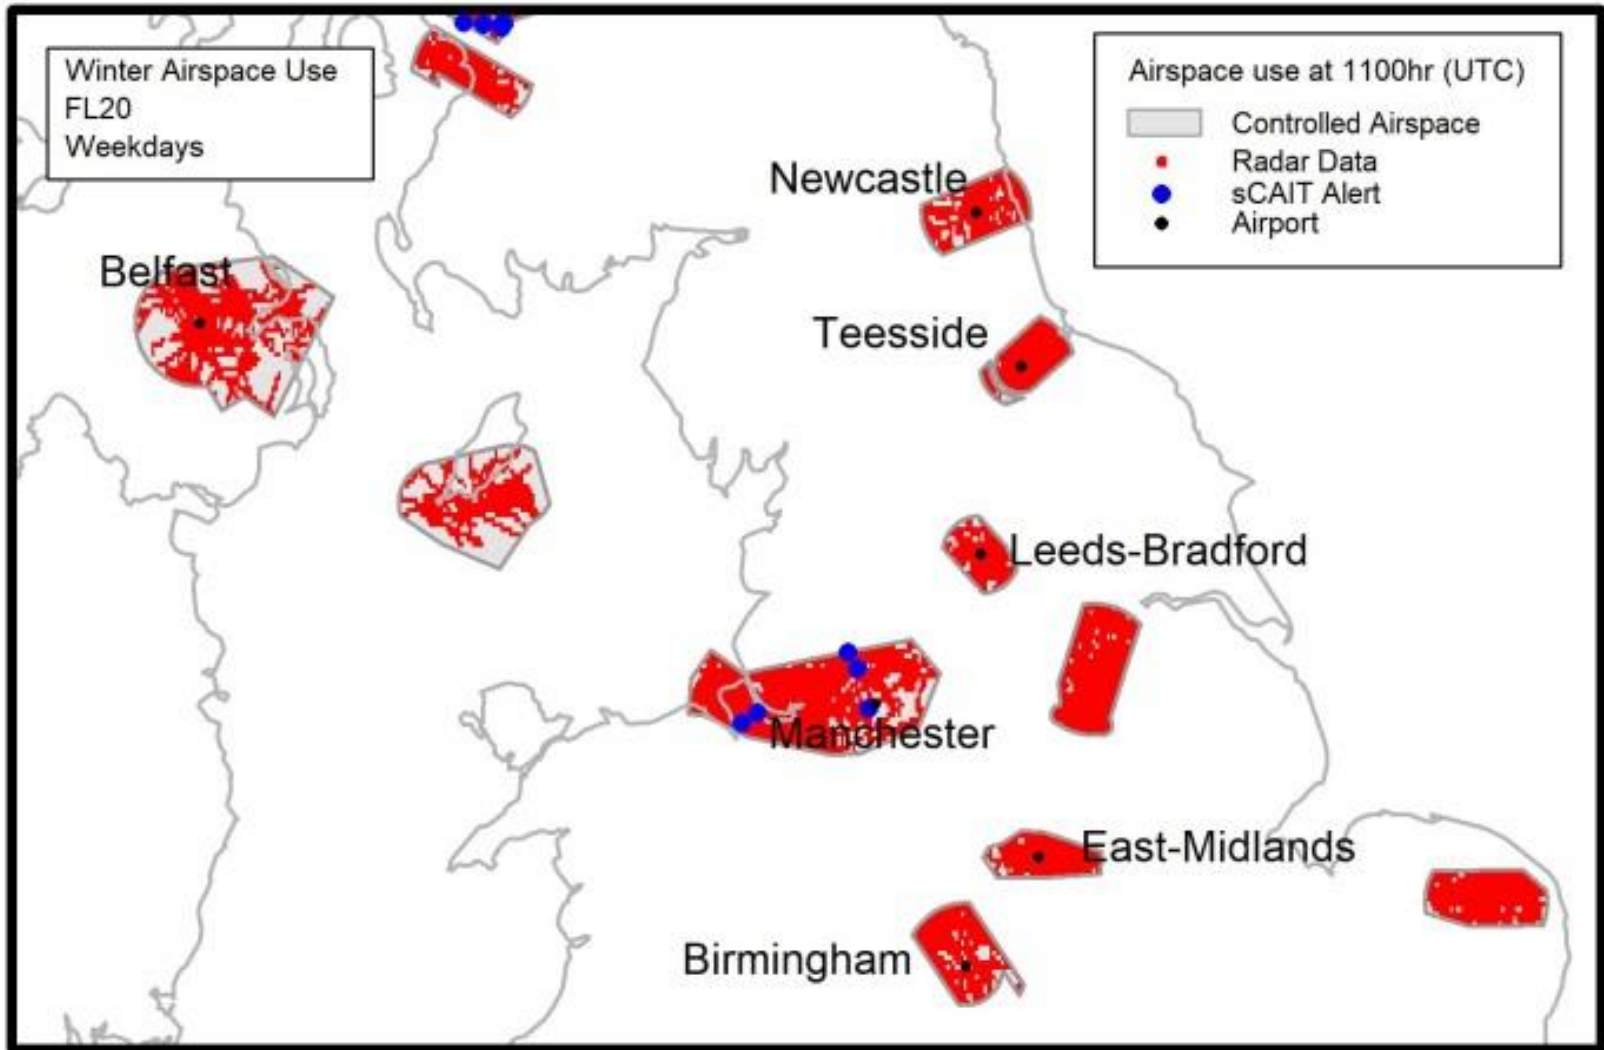 Winter Airspace Use
FL20
Weekdays
Airspace use at 1100hr (UTC)
Controlled Airspace
Radar Data
sCAIT Alert
Airport
Newcastle
Belfast
Teesside
Leeds-Bradford
Manchester
East-Midlands
Birmingham